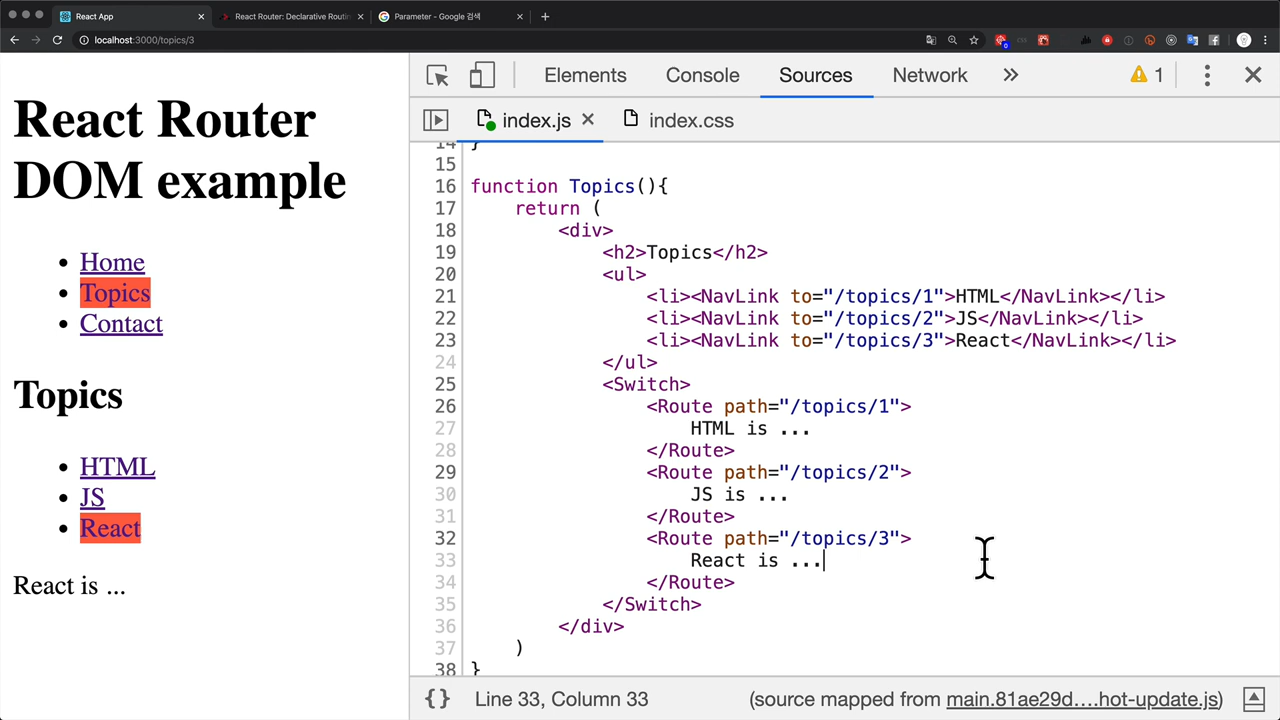 React App
React Router: Declarative Routin
Parameter - Google 검색
localhost:3000/topics/3
React Router
DOM example
Home
Topics
Contact
Topics
HTML
JS
React
React is ...
Elements
Console
Sources
Network
1
index.js
index.css
14 }
15
16 function Topics(){
17 return (
18 <div>
19 <h2>Topics</h2>
20 <ul>
21 <li><NavLink to="/topics/1">HTML</NavLink></li>
22 <li><NavLink to="/topics/2">JS</NavLink></li>
23 <li><NavLink to="/topics/3">React</NavLink></li>
24 </ul>
25 <Switch>
26 <Route path="/topics/1">
27 HTML is ...
28 </Route>
29 <Route path="/topics/2">
30 JS is ...
31 </Route>
32 <Route path="/topics/3">
33 React is ...
34 </Route>
35 </Switch>
36 </div>
37 )
38 }
{} Line 33, Column 33
(source mapped from main.81ae29d….hot-update.js)